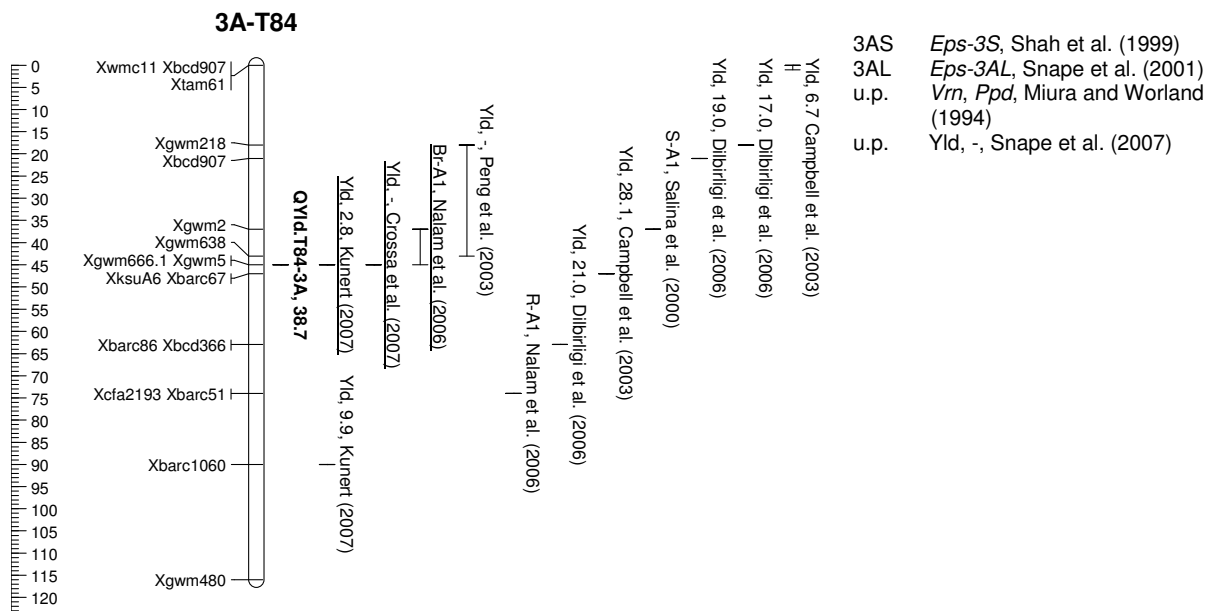 3A-T84
0
5
10
15
20
25
30
35
40
45
50
55
60
65
70
75
80
85
90
95
100
105
110
115
120
Xwmc11 Xbcd907
Xtam61
Xgwm218
Xbcd907
Xgwm2
Xgwm638
Xgwm666.1 Xgwm5
XksuA6 Xbarc67
Xbarc86 Xbcd366
Xcfa2193 Xbarc51
Xbarc1060
Xgwm480
QYld.T84-3A, 38.7
Yld, 2.8, Kunert (2007)
Yld, 9.9, Kunert (2007)
Yld, -, Crossa et al. (2007)
Br-A1, Nalam et al. (2006)
Yld, -, Peng et al. (2003)
R-A1, Nalam et al. (2006)
Yld, 21.0, Dilbirligi et al. (2006)
Yld, 28.1, Campbell et al. (2003)
S-A1, Salina et al. (2000)
Yld, 19.0, Dilbirligi et al. (2006)
Yld, 17.0, Dilbirligi et al. (2006)
Yld, 6.7 Campbell et al. (2003)
3AS Eps-3S, Shah et al. (1999)
3AL Eps-3AL, Snape et al. (2001)
u.p. Vrn, Ppd, Miura and Worland
(1994)
u.p. Yld, -, Snape et al. (2007)